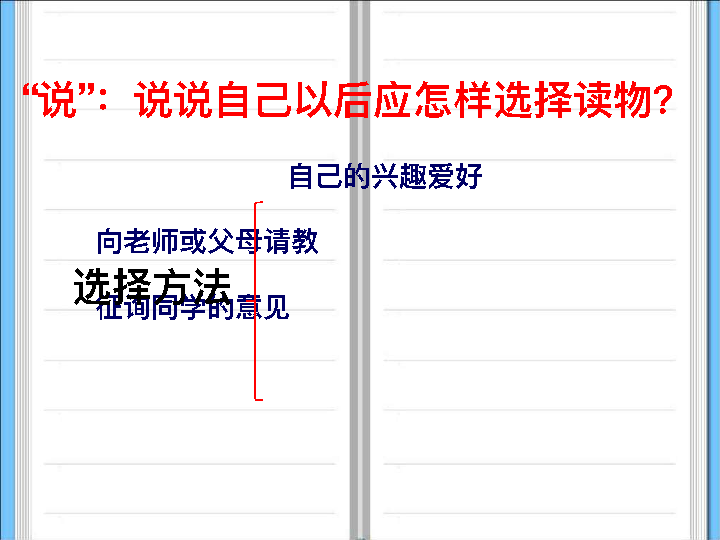 “说”：说说自己以后应怎样选择读物?
自己的兴趣爱好
向老师或父母请教
选择方法
征询同学的意见